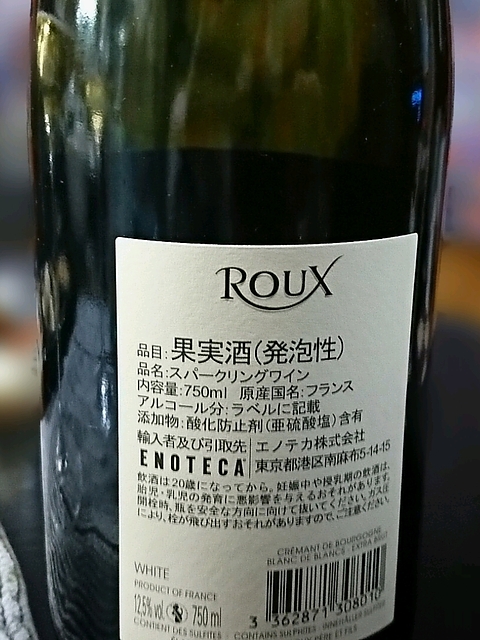 ROUX
品目:果実酒(発泡性)
品名:スパークリングワイン
内容量:750ml 原産国名:フランス
アルコール分:ラベルに記載
添加物:酸化防止剤(亜硫酸塩)含有
輸入者及び引取先 エノテカ株式会社
ENOTECA 東京都港区南麻布5-14-15
飲酒は20歳になってから。妊娠中や授乳期の飲酒は、
胎児・乳児の発育に悪影響を与えるおそれがあります。
開栓時、瓶を安全な方向に向けて抜いてください。ガス圧
により、栓が飛び出すおそれがありますので、ご注意ください。
CRÉMANT DE BOURGOGNE
BLANC DE BLANCS - EXTRA BRUT
WHITE
PRODUCT OF FRANCE
12.5% vol. 750 ml
3 362871 308010
CONTIENT DES SULFITES - CONTAINS SULPHITES - ENTHÄLT SULFITE